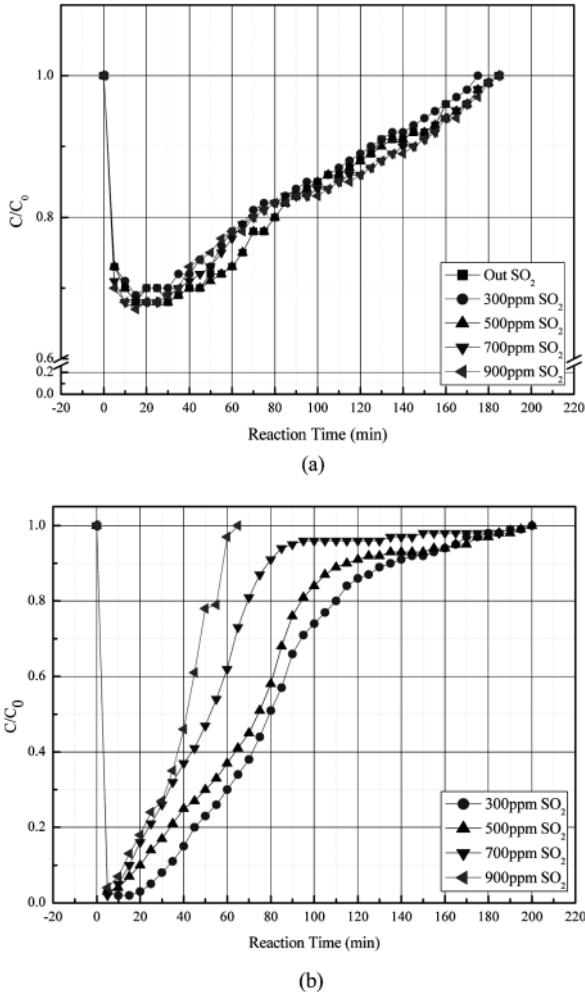 (a)
1.0
0.8
0.6
0.2
0.0
C/C0
-20 0 20 40 60 80 100 120 140 160 180 200 220
Reaction Time (min)
Out SO2
300ppm SO2
500ppm SO2
700ppm SO2
900ppm SO2
(a)
1.0
0.8
0.6
0.4
0.2
0.0
C/C0
-20 0 20 40 60 80 100 120 140 160 180 200 220
Reaction Time (min)
300ppm SO2
500ppm SO2
700ppm SO2
900ppm SO2
(b)